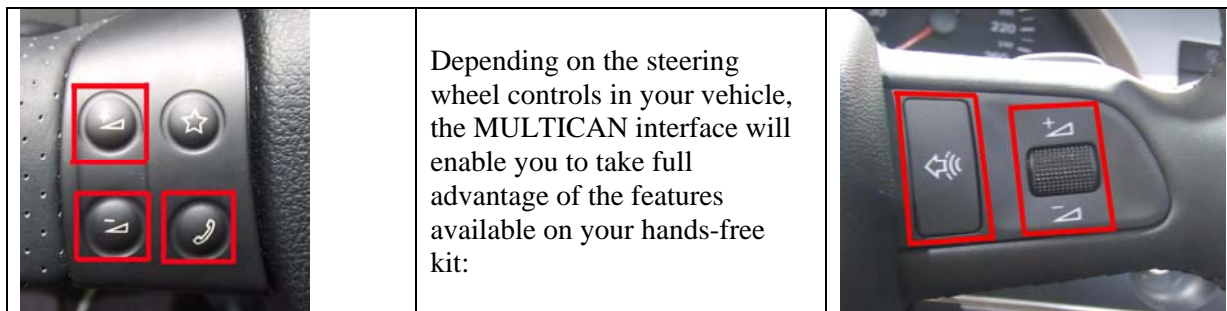 Depending on the steering
wheel controls in your vehicle,
the MULTICAN interface will
enable you to take full
advantage of the features
available on your hands-free
kit:
220
+
-